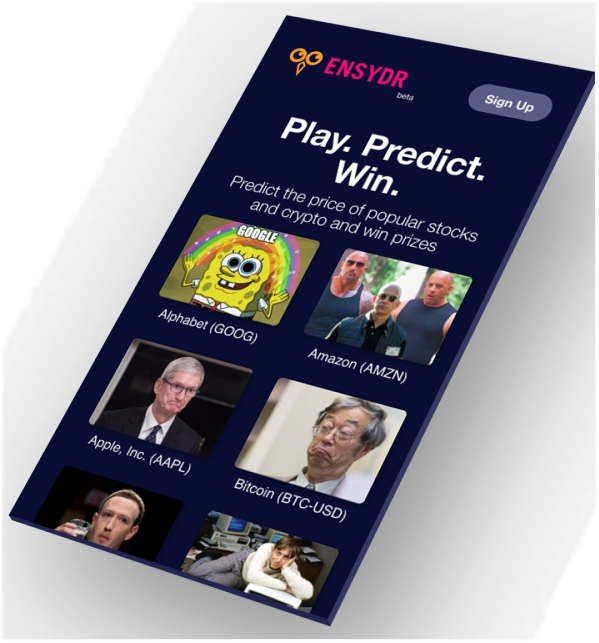 ENSYDR
beta
Sign Up
Play. Predict.
Win.
Predict the price of popular stocks
and crypto and win prizes
GOOGLE
Alphabet (GOOG)
Amazon (AMZN)
Apple, Inc. (AAPL)
Bitcoin (BTC-USD)